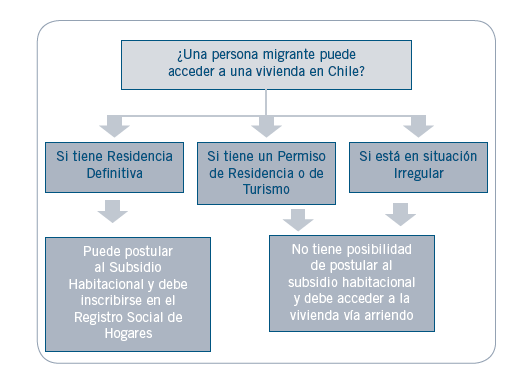 ¿Una persona migrante puede
acceder a una vivienda en Chile?
Si tiene Residencia
Definitiva
Si tiene un Permiso
de Residencia o de
Turismo
Si está en situación
Irregular
Puede postular
al Subsidio
Habitacional y debe
inscribirse en el
Registro Social de
Hogares
No tiene posibilidad
de postular al
subsidio habitacional
y debe acceder a la
vivienda vía arriendo